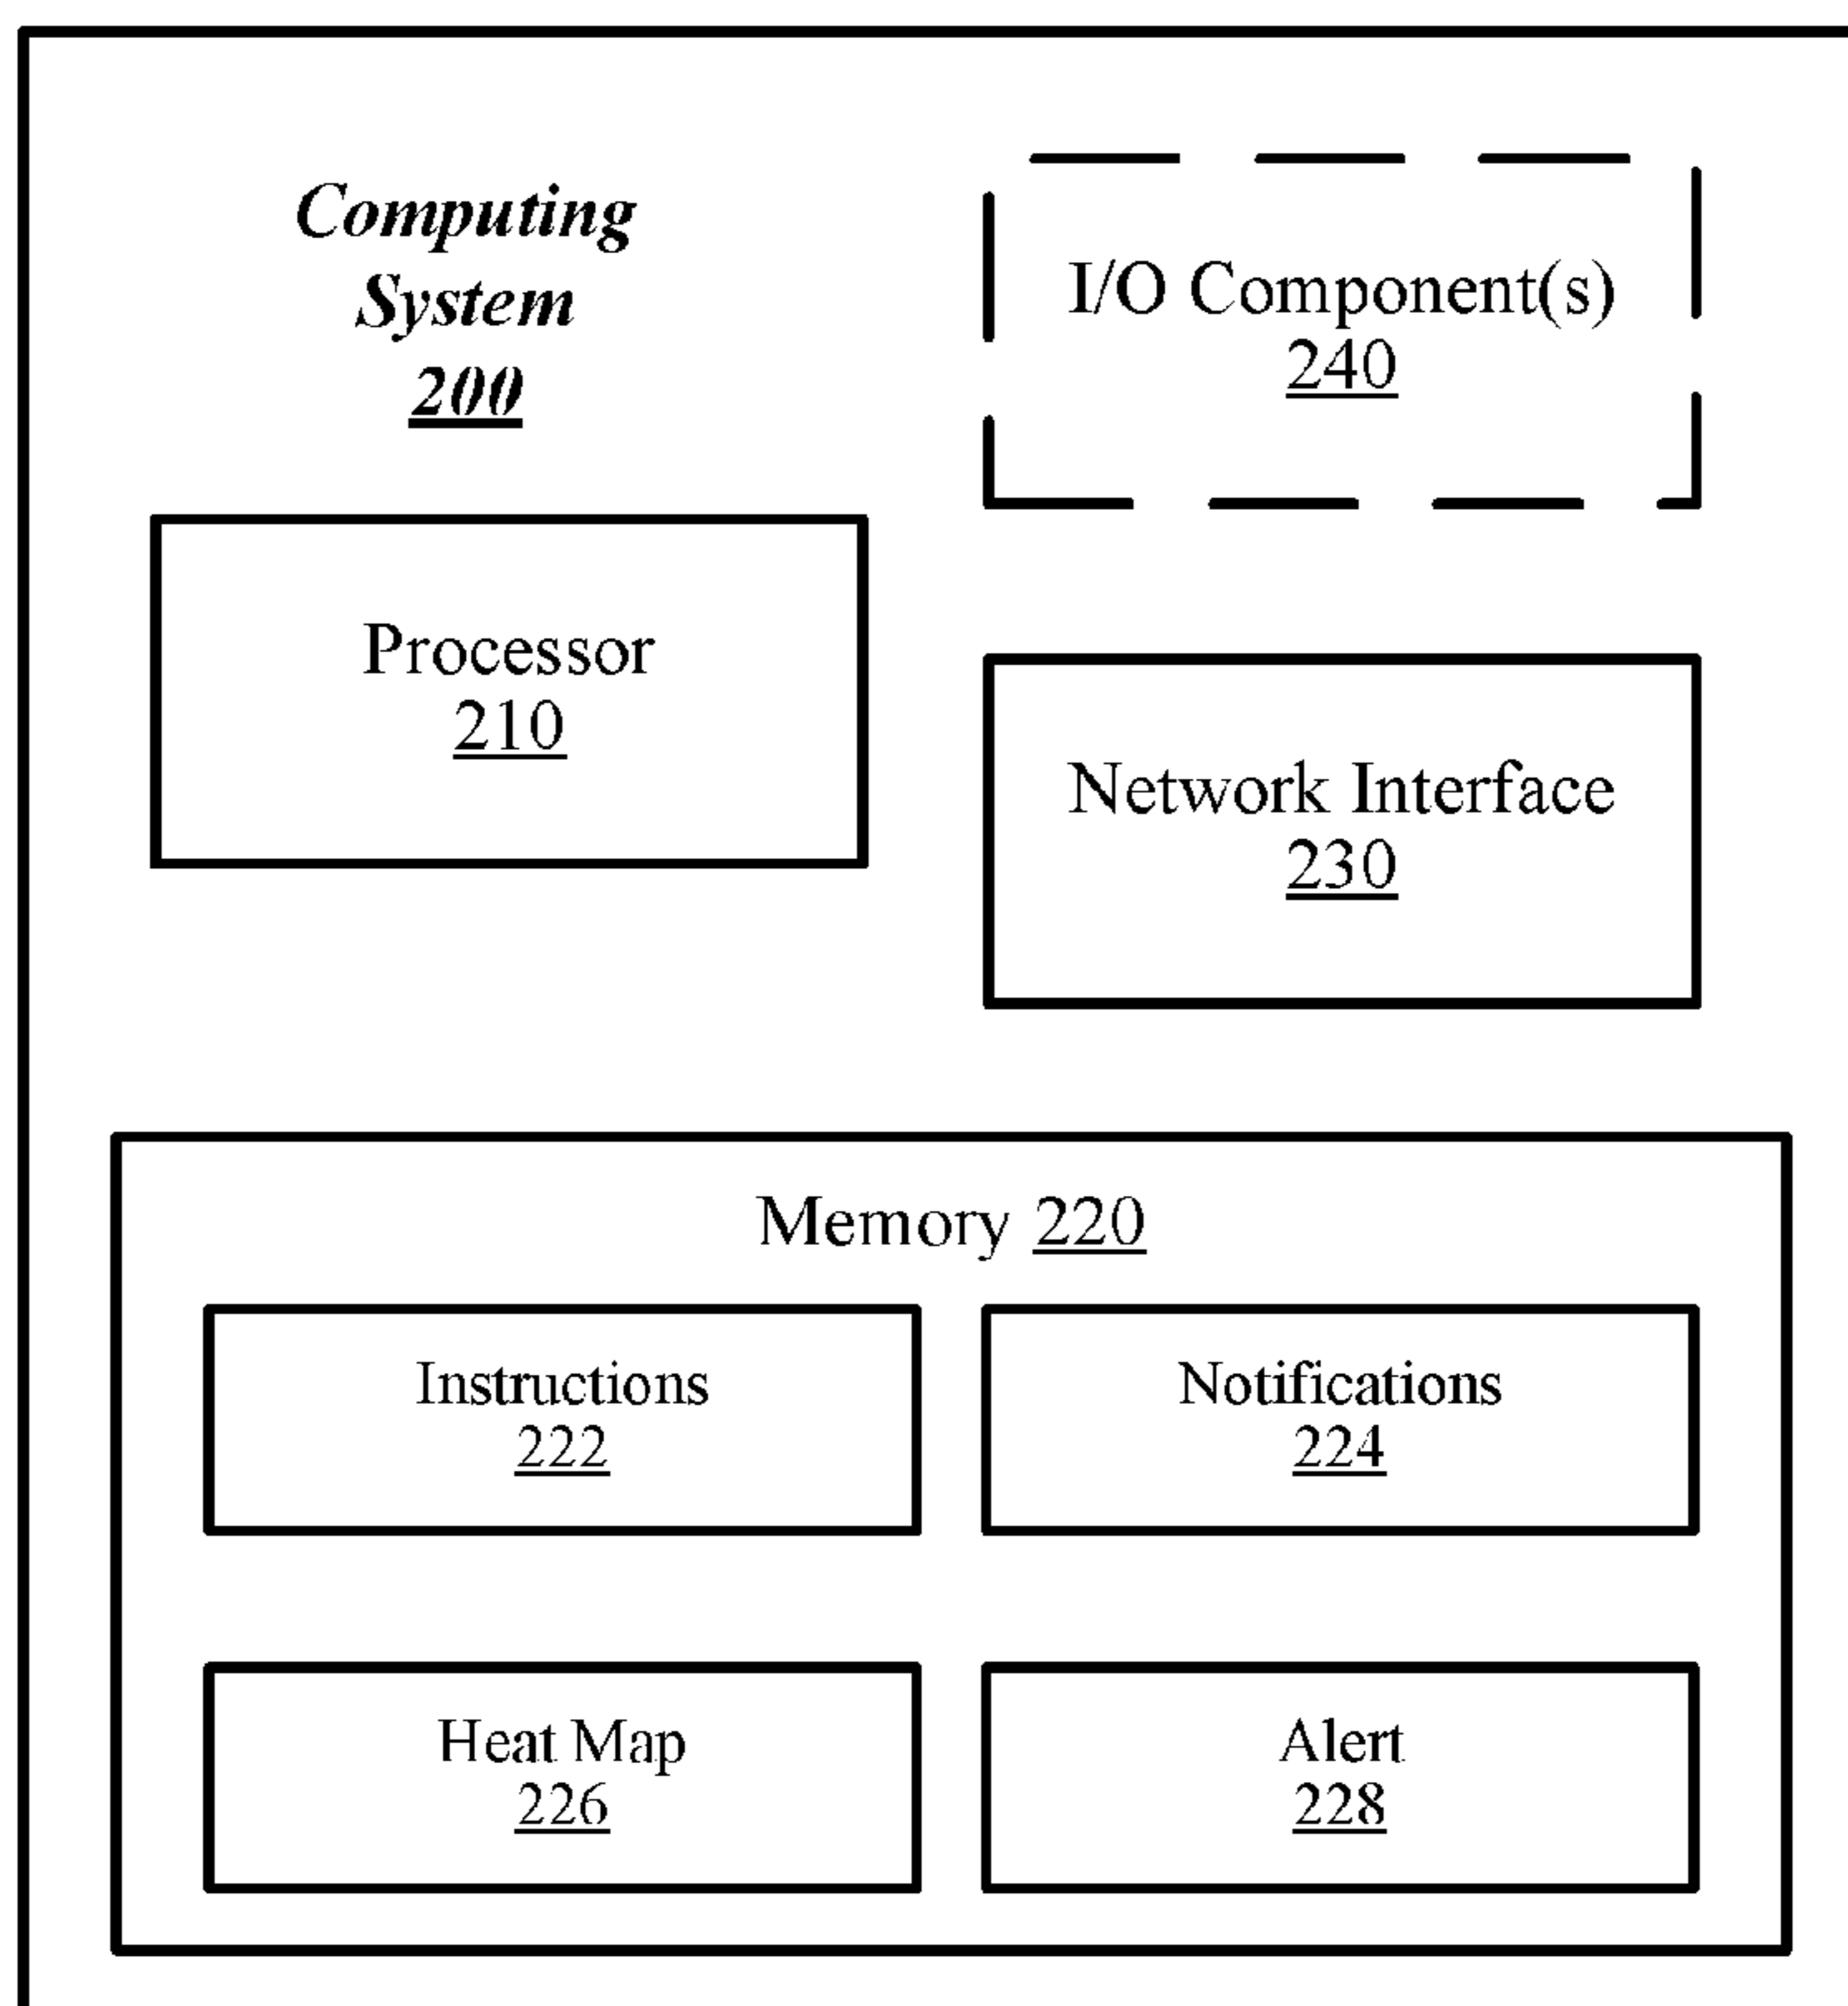 Computing
System
200
I/O Component(s)
240
Processor
210
Network Interface
230
Memory 220
Instructions
222
Notifications
224
Heat Map
226
Alert
228